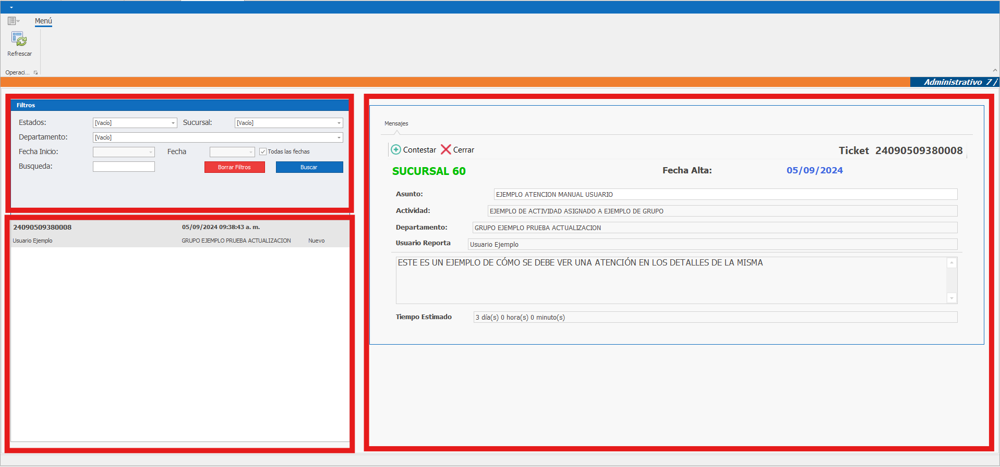 Menú
Refrescar
Operaci...
Administrativo 7 /
Filtros
Estados: [Vacío] Sucursal: [Vacío]
Departamento: [Vacío]
Fecha Inicio: Fecha Todas las fechas
Busqueda: Borrar Filtros Buscar
24090509380008 05/09/2024 09:38:43 a. m.
Usuario Ejemplo GRUPO EJEMPLO PRUEBA ACTUALIZACION Nuevo
Mensajes
Contestar Cerrar Ticket 24090509380008
SUCURSAL 60 Fecha Alta: 05/09/2024
Asunto: EJEMPLO ATENCION MANUAL USUARIO
Actividad: EJEMPLO DE ACTIVIDAD ASIGNADO A EJEMPLO DE GRUPO
Departamento: GRUPO EJEMPLO PRUEBA ACTUALIZACION
Usuario Reporta Usuario Ejemplo
ESTE ES UN EJEMPLO DE CÓMO SE DEBE VER UNA ATENCIÓN EN LOS DETALLES DE LA MISMA
Tiempo Estimado 3 día(s) 0 hora(s) 0 minuto(s)